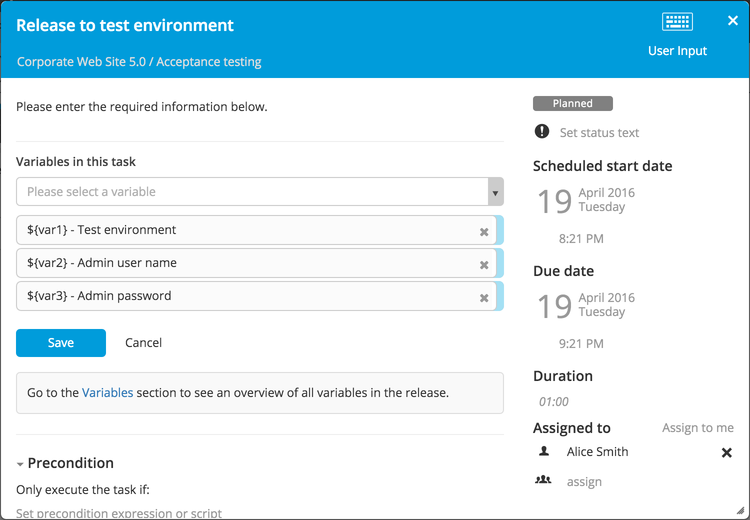 Release to test environment
User Input
Corporate Web Site 5.0 / Acceptance testing
Please enter the required information below.
Variables in this task
Please select a variable
${var1} - Test environment
${var2} - Admin user name
${var3} - Admin password
Save
Cancel
Go to the Variables section to see an overview of all variables in the release.
Precondition
Only execute the task if:
Set precondition expression or script
Planned
Set status text
Scheduled start date
19
April 2016
Tuesday
8:21 PM
Due date
19
April 2016
Tuesday
9:21 PM
Duration
01:00
Assigned to
Assign to me
Alice Smith
assign